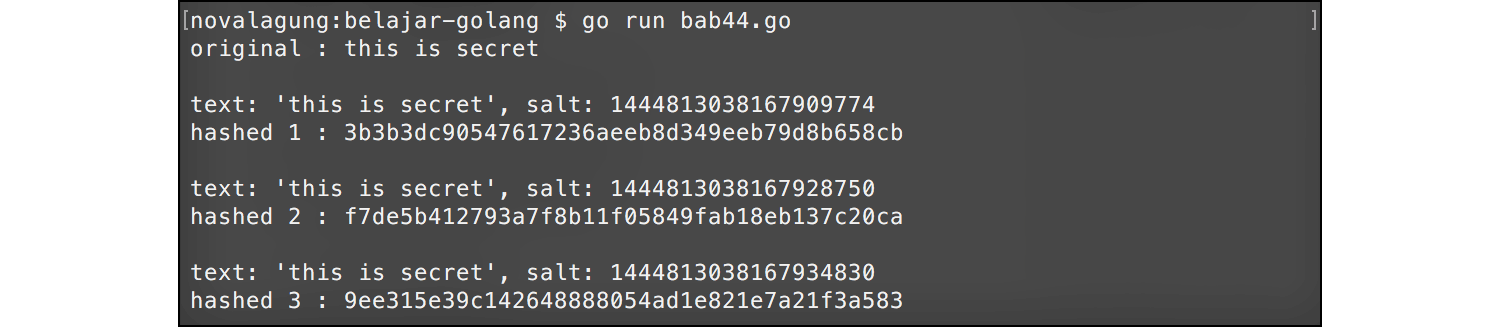 [novalagung:belajar-golang $ go run bab44.go ]
original : this is secret
text: 'this is secret', salt: 1444813038167909774
hashed 1 : 3b3b3dc90547617236aeeb8d349eeb79d8b658cb
text: 'this is secret', salt: 1444813038167928750
hashed 2 : f7de5b412793a7f8b11f05849fab18eb137c20ca
text: 'this is secret', salt: 1444813038167934830
hashed 3 : 9ee315e39c142648888054ad1e821e7a21f3a583